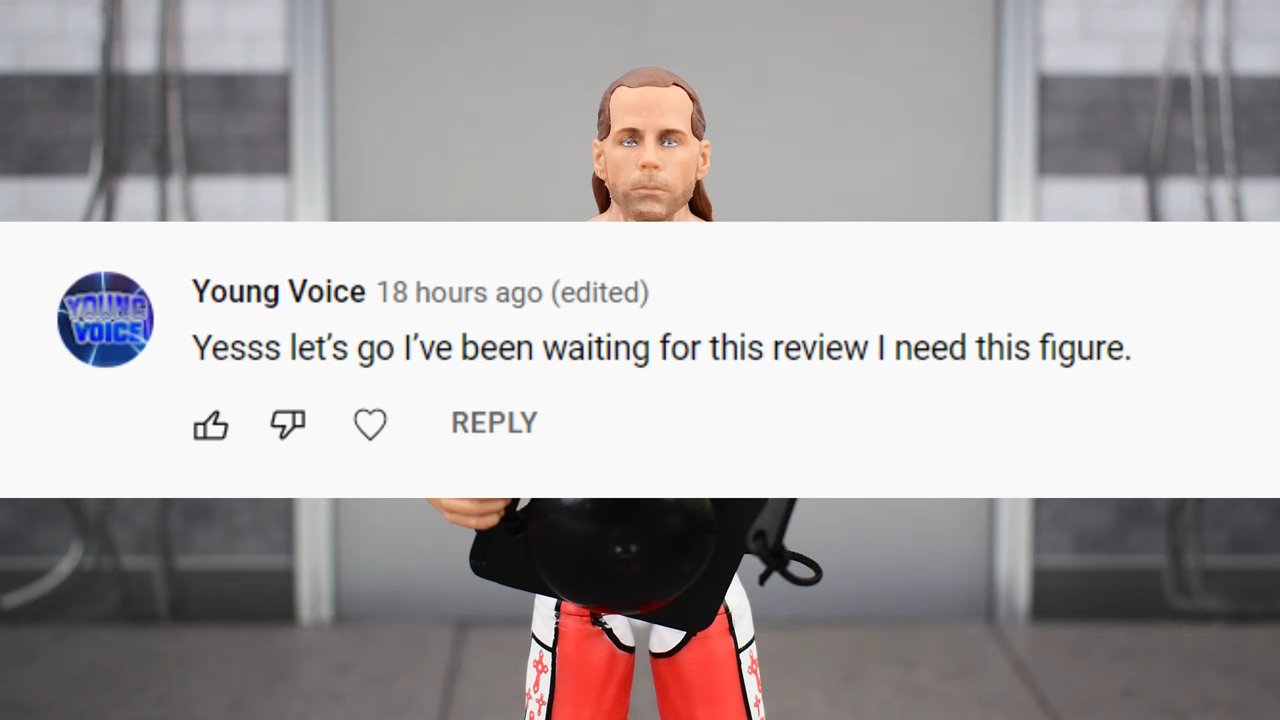 YOUNG
VOICE
Young Voice 18 hours ago (edited)
Yesss let’s go I’ve been waiting for this review I need this figure.
REPLY